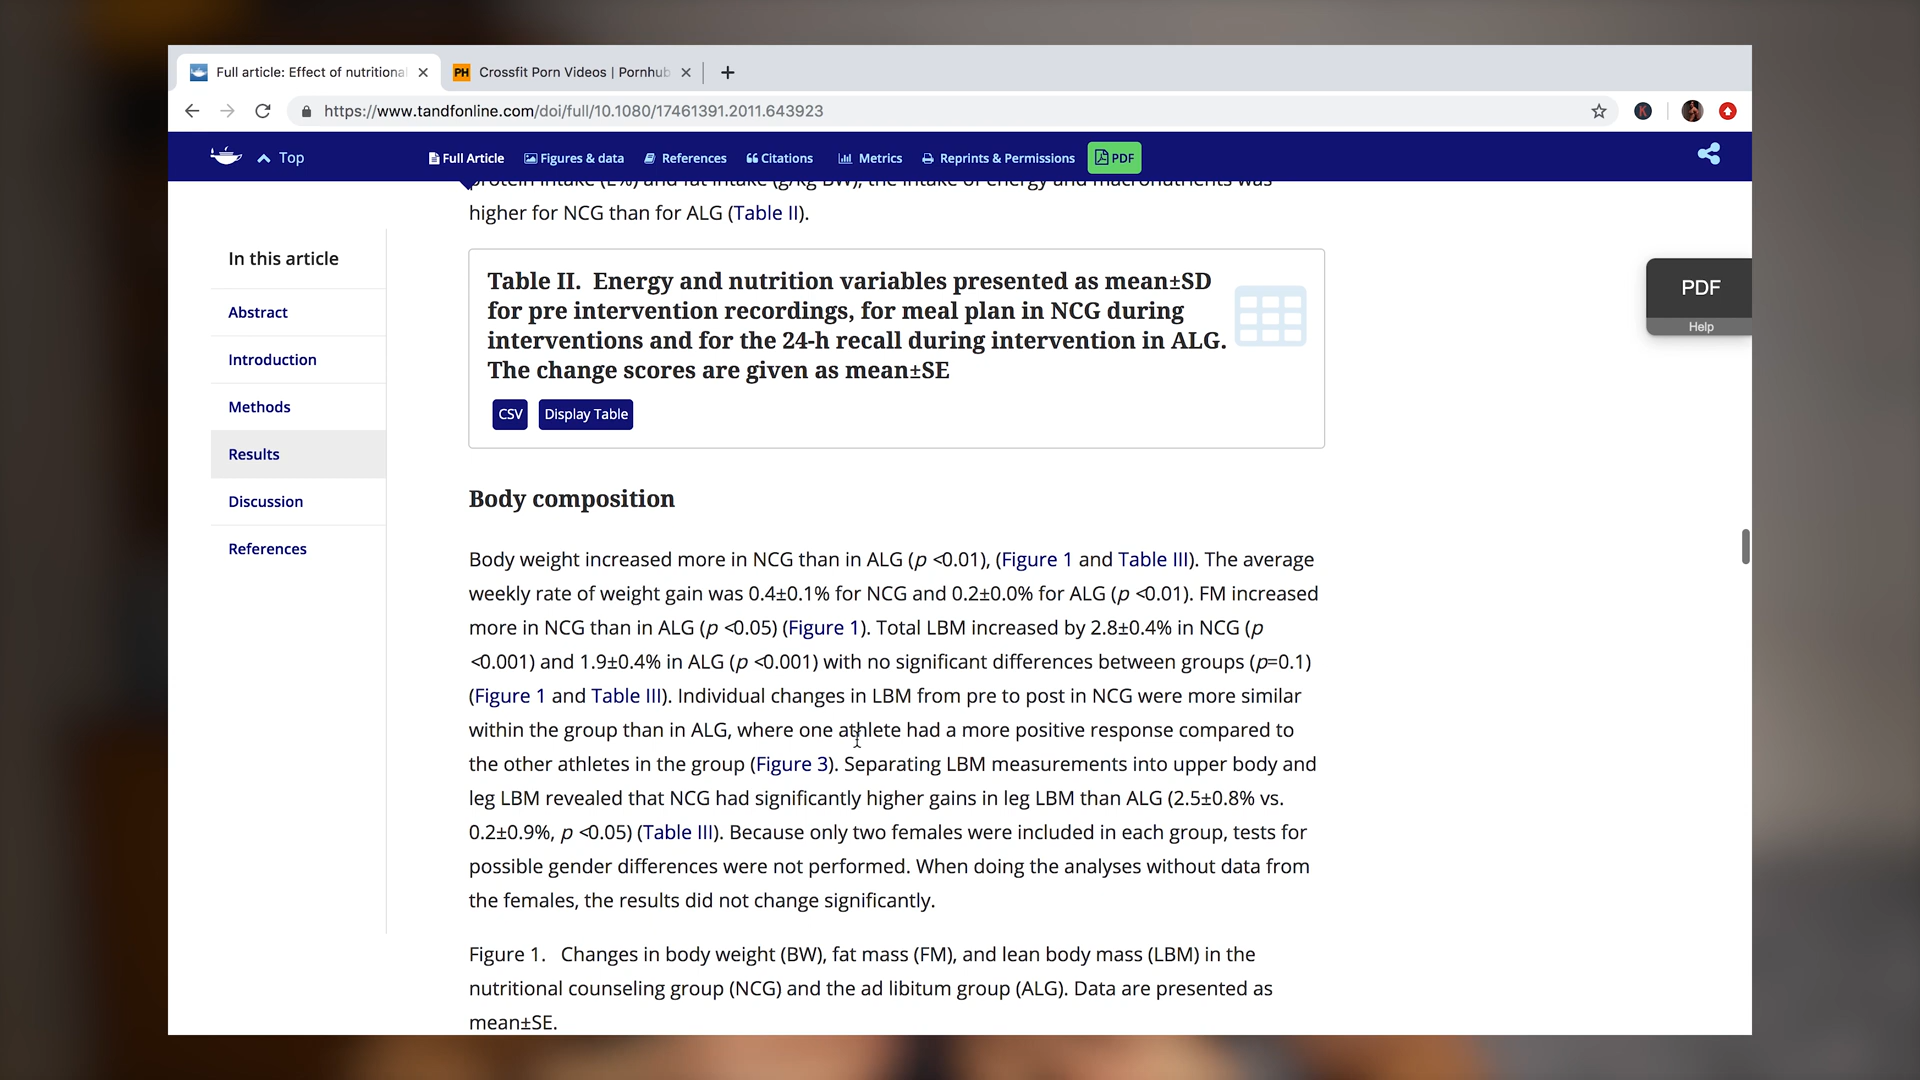 Full article: Effect of nutritiona
PH Crossfit Porn Videos | Pornhub
https://www.tandfonline.com/doi/full/10.1080/17461391.2011.643923
K
Top
Full Article
Figures & data
References
Citations
Metrics
Reprints & Permissions
PDF
protein intake (E%) and fat intake (g/kg BW), the intake of energy and macronutrients was
higher for NCG than for ALG (Table II).
In this article
Abstract
Introduction
Methods
Results
Discussion
References
Table II. Energy and nutrition variables presented as mean±SD
for pre intervention recordings, for meal plan in NCG during
interventions and for the 24-h recall during intervention in ALG.
The change scores are given as mean±SE
CSV
Display Table
PDF
Help
Body composition
Body weight increased more in NCG than in ALG (p <0.01), (Figure 1 and Table III). The average
weekly rate of weight gain was 0.4±0.1% for NCG and 0.2±0.0% for ALG (p <0.01). FM increased
more in NCG than in ALG (p <0.05) (Figure 1). Total LBM increased by 2.8±0.4% in NCG (p
<0.001) and 1.9±0.4% in ALG (p <0.001) with no significant differences between groups (p=0.1)
(Figure 1 and Table III). Individual changes in LBM from pre to post in NCG were more similar
within the group than in ALG, where one athlete had a more positive response compared to
the other athletes in the group (Figure 3). Separating LBM measurements into upper body and
leg LBM revealed that NCG had significantly higher gains in leg LBM than ALG (2.5±0.8% vs.
0.2±0.9%, p <0.05) (Table III). Because only two females were included in each group, tests for
possible gender differences were not performed. When doing the analyses without data from
the females, the results did not change significantly.
Figure 1. Changes in body weight (BW), fat mass (FM), and lean body mass (LBM) in the
nutritional counseling group (NCG) and the ad libitum group (ALG). Data are presented as
mean±SE.